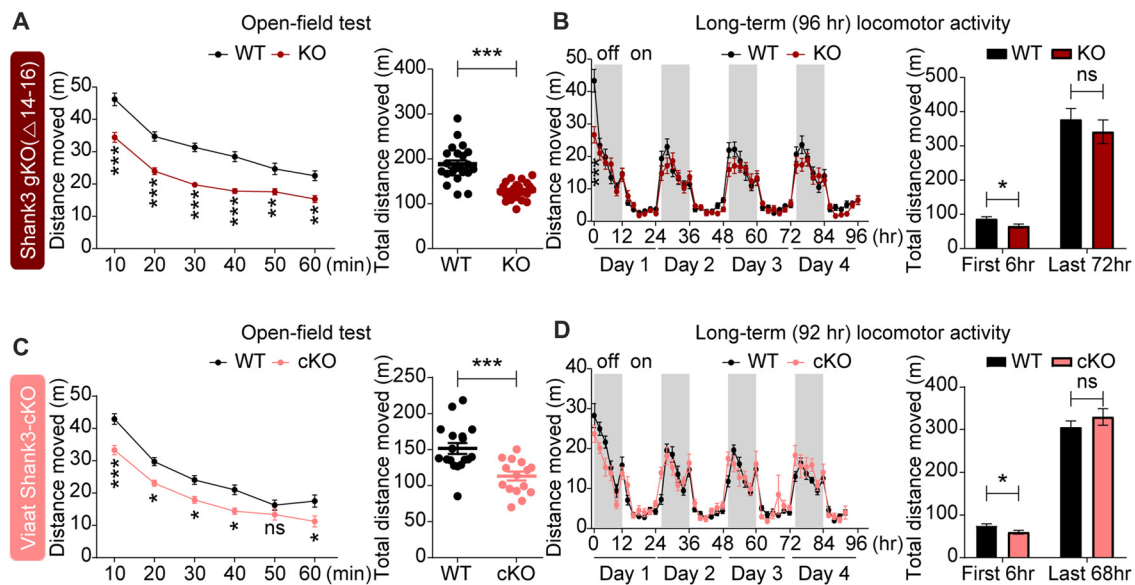 A
Shank3 gKO(△14-16)
Open-field test
WT KO
Distance moved (m)
50
40
30
20
10
0
***
***
***
***
**
**
10 20 30 40 50 60 (min)
Total distance moved (m)
400
300
200
100
0
***
WT KO
B
Long-term (96 hr) locomotor activity
WT KO
off on
Distance moved (m)
50
40
30
20
10
0
***
0 12 24 36 48 60 72 84 96 (hr)
Day 1 Day 2 Day 3 Day 4
WT KO
Total distance moved (m)
500
400
300
200
100
0
*
ns
First 6hr Last 72hr
C
Viaat Shank3-cKO
Open-field test
WT cKO
Distance moved (m)
60
50
40
30
20
10
0
***
*
*
*
ns
*
10 20 30 40 50 60 (min)
Total distance moved (m)
250
200
150
100
50
0
***
WT cKO
D
Long-term (92 hr) locomotor activity
WT cKO
off on
Distance moved (m)
40
30
20
10
0
0 12 24 36 48 60 72 84 96 (hr)
Day 1 Day 2 Day 3 Day 4
WT cKO
Total distance moved (m)
400
300
200
100
0
*
ns
First 6hr Last 68hr